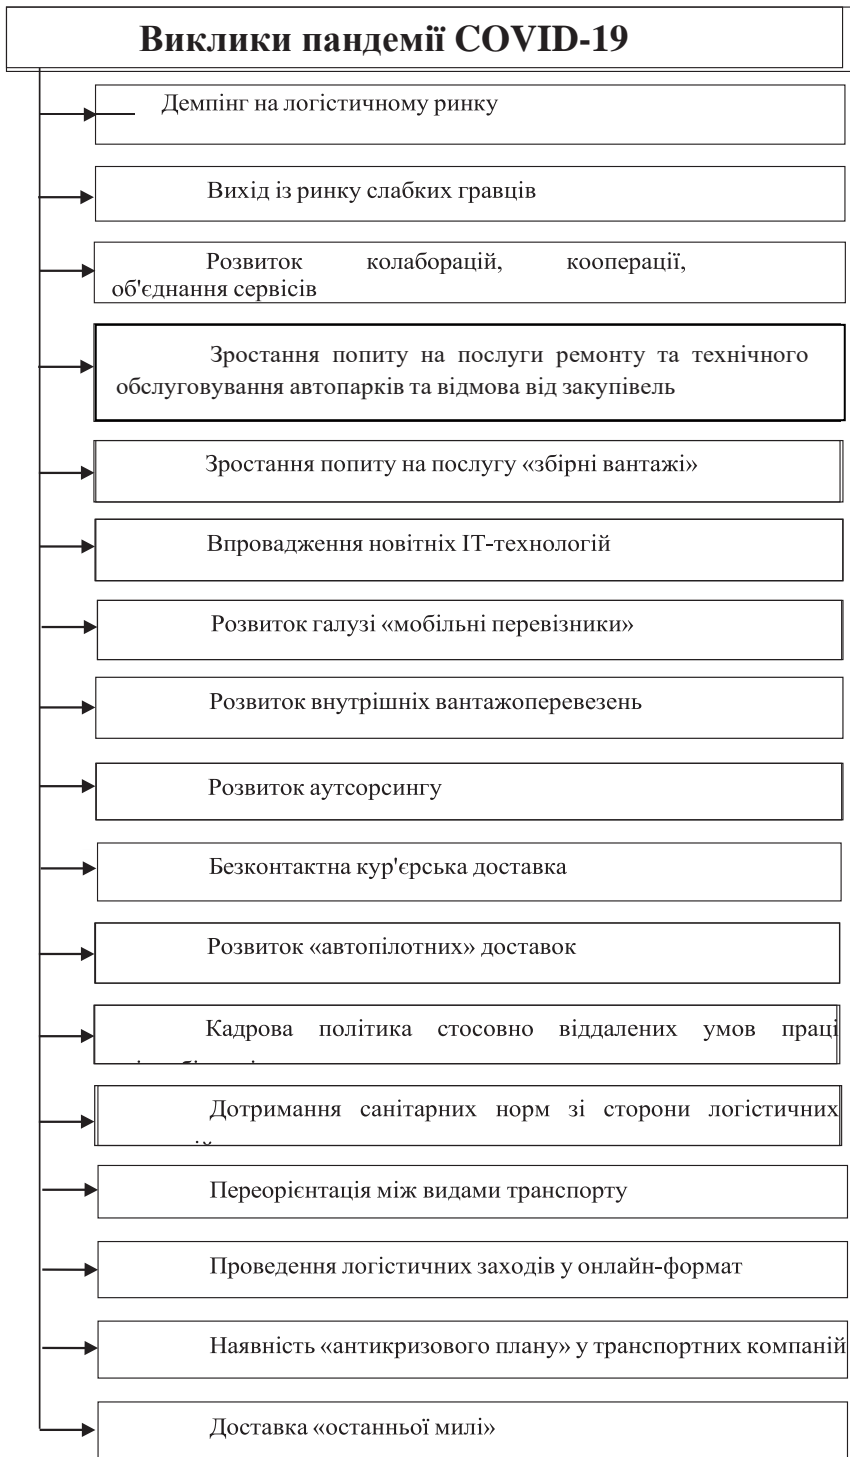 Виклики пандемії COVID-19
Демпінг на логістичному ринку
Вихід із ринку слабких гравців
Розвиток колаборацій, кооперації,
об'єднання сервісів
Зростання попиту на послуги ремонту та технічного
обслуговування автопарків та відмова від закупівель
Зростання попиту на послугу «збірні вантажі»
Впровадження новітніх ІТ-технологій
Розвиток галузі «мобільні перевізники»
Розвиток внутрішніх вантажоперевезень
Розвиток аутсорсингу
Безконтактна кур'єрська доставка
Розвиток «автопілотних» доставок
Кадрова політика стосовно віддалених умов праці
Дотримання санітарних норм зі сторони логістичних
Переорієнтація між видами транспорту
Проведення логістичних заходів у онлайн-формат
Наявність «антикризового плану» у транспортних компаній
Доставка «останньої милі»